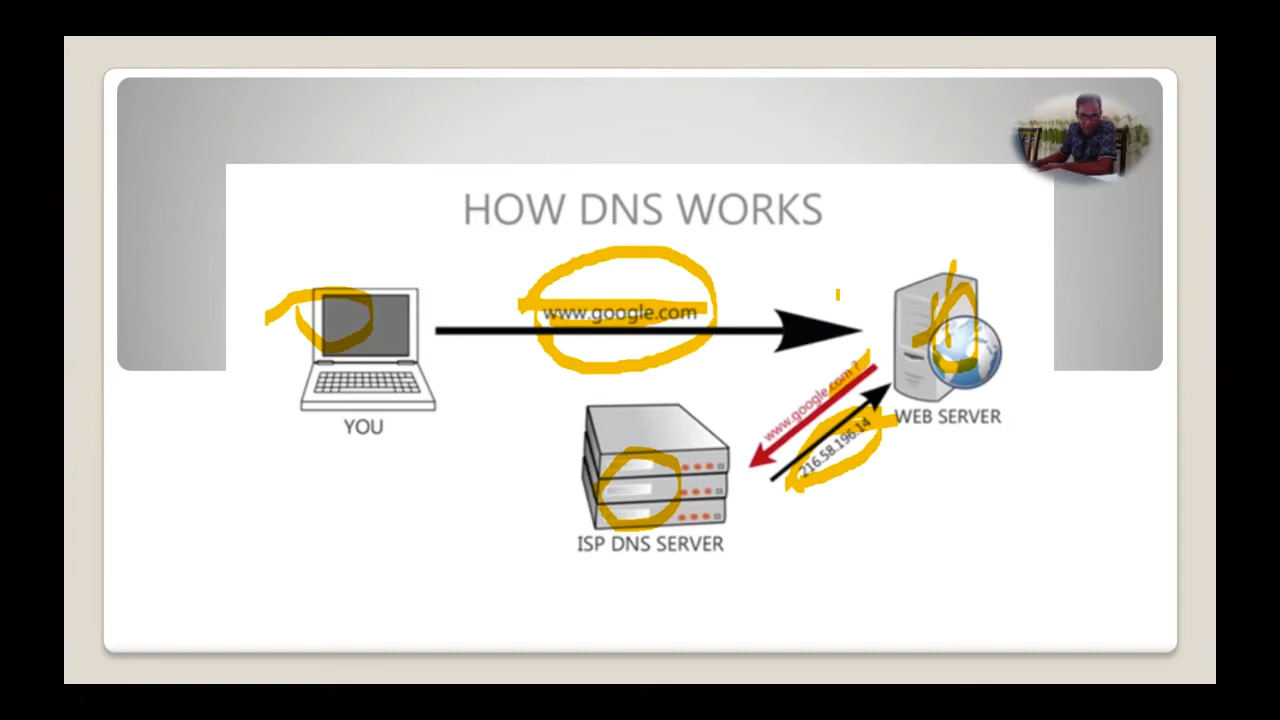 HOW DNS WORKS
www.google.com
www.google.com ?
216.58.196.14
WEB SERVER
YOU
ISP DNS SERVER